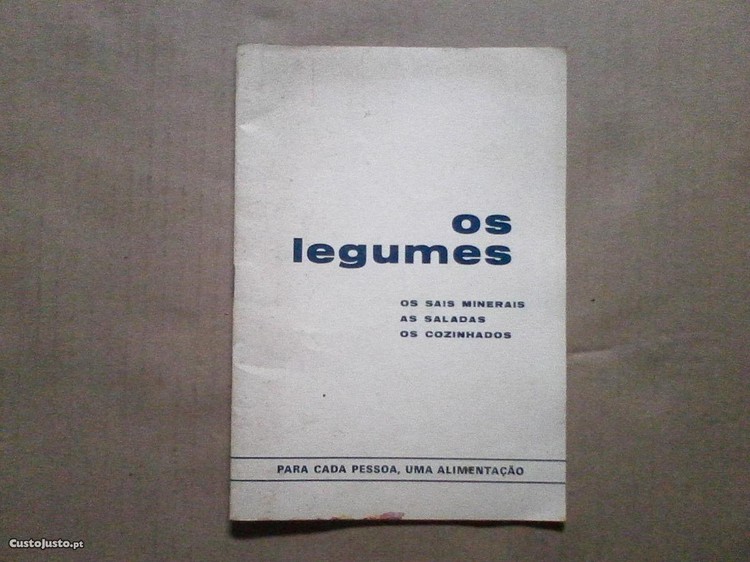 os
legumes
OS SAIS MINERAIS
AS SALADAS
OS COZINHADOS
PARA CADA PESSOA, UMA ALIMENTAÇÃO
CustoJusto.pt